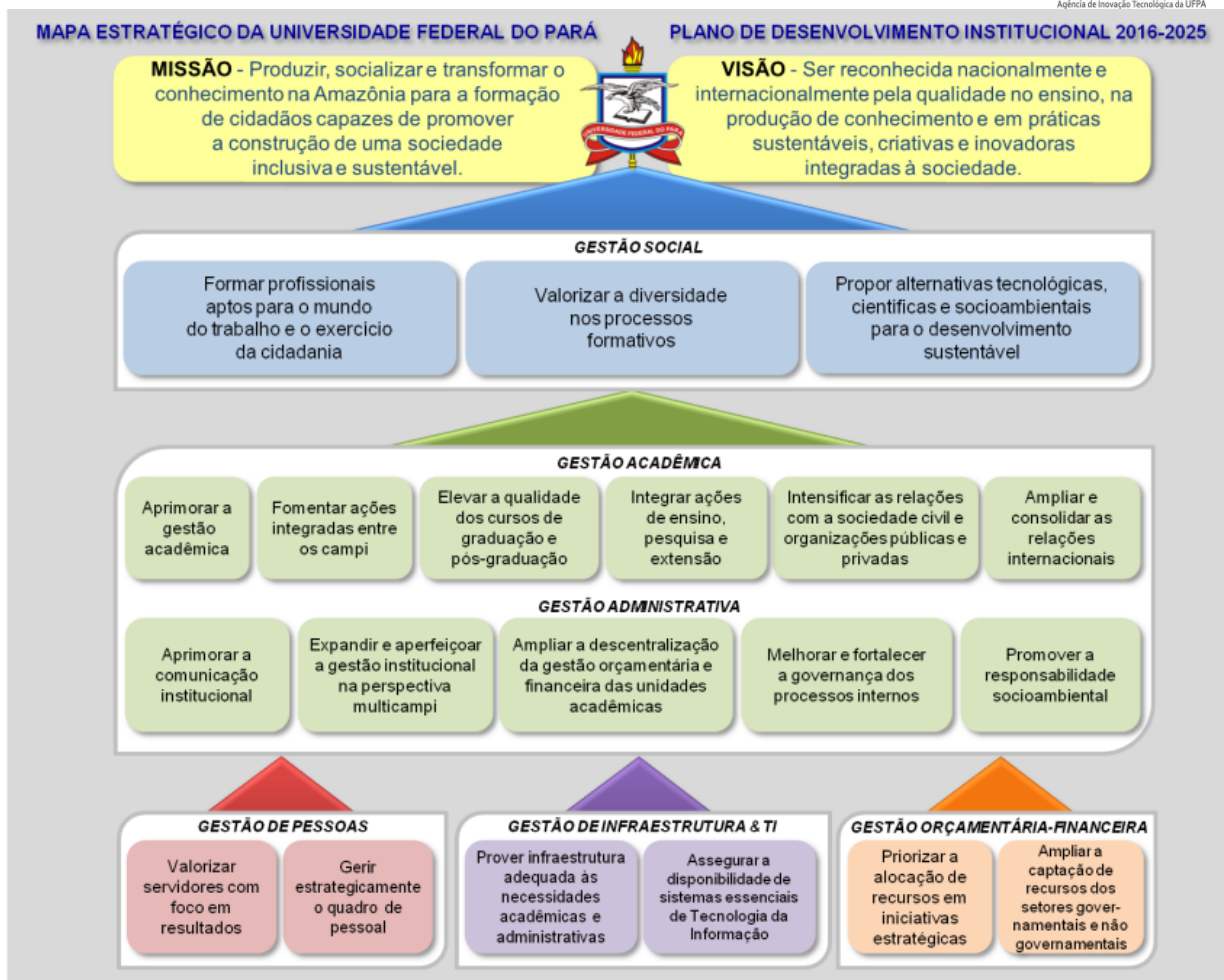 Agência de Inovação Tecnológica da UFPA
MAPA ESTRATÉGICO DA UNIVERSIDADE FEDERAL DO PARÁ
PLANO DE DESENVOLVIMENTO INSTITUCIONAL 2016-2025
MISSÃO - Produzir, socializar e transformar o
conhecimento na Amazônia para a formação
de cidadãos capazes de promover
a construção de uma sociedade
inclusiva e sustentável.
UNIVERSIDADE FEDERAL DO PARÁ
VISÃO - Ser reconhecida nacionalmente e
internacionalmente pela qualidade no ensino, na
produção de conhecimento e em práticas
sustentáveis, criativas e inovadoras
integradas à sociedade.
GESTÃO SOCIAL
Formar profissionais
aptos para o mundo
do trabalho e o exercício
da cidadania
Valorizar a diversidade
nos processos
formativos
Propor alternativas tecnológicas,
científicas e socioambientais
para o desenvolvimento
sustentável
GESTÃO ACADÊMICA
Aprimorar a
gestão
acadêmica
Fomentar ações
integradas entre
os campi
Elevar a qualidade
dos cursos de
graduação e
pós-graduação
Integrar ações
de ensino,
pesquisa e
extensão
Intensificar as relações
com a sociedade civil e
organizações públicas e
privadas
Ampliar e
consolidar as
relações
internacionais
GESTÃO ADMINISTRATIVA
Aprimorar a
comunicação
institucional
Expandir e aperfeiçoar
a gestão institucional
na perspectiva
multicampi
Ampliar a descentralização
da gestão orçamentária e
financeira das unidades
acadêmicas
Melhorar e fortalecer
a governança dos
processos internos
Promover a
responsabilidade
socioambiental
GESTÃO DE PESSOAS
Valorizar
servidores com
foco em
resultados
Gerir
estrategicamente
o quadro de
pessoal
GESTÃO DE INFRAESTRUTURA & TI
Prover infraestrutura
adequada às
necessidades
acadêmicas e
administrativas
Assegurar a
disponibilidade de
sistemas essenciais
de Tecnologia da
Informação
GESTÃO ORÇAMENTÁRIA-FINANCEIRA
Priorizar a
alocação de
recursos em
iniciativas
estratégicas
Ampliar a
captação de
recursos dos
setores gover-
namentais e não
governamentais